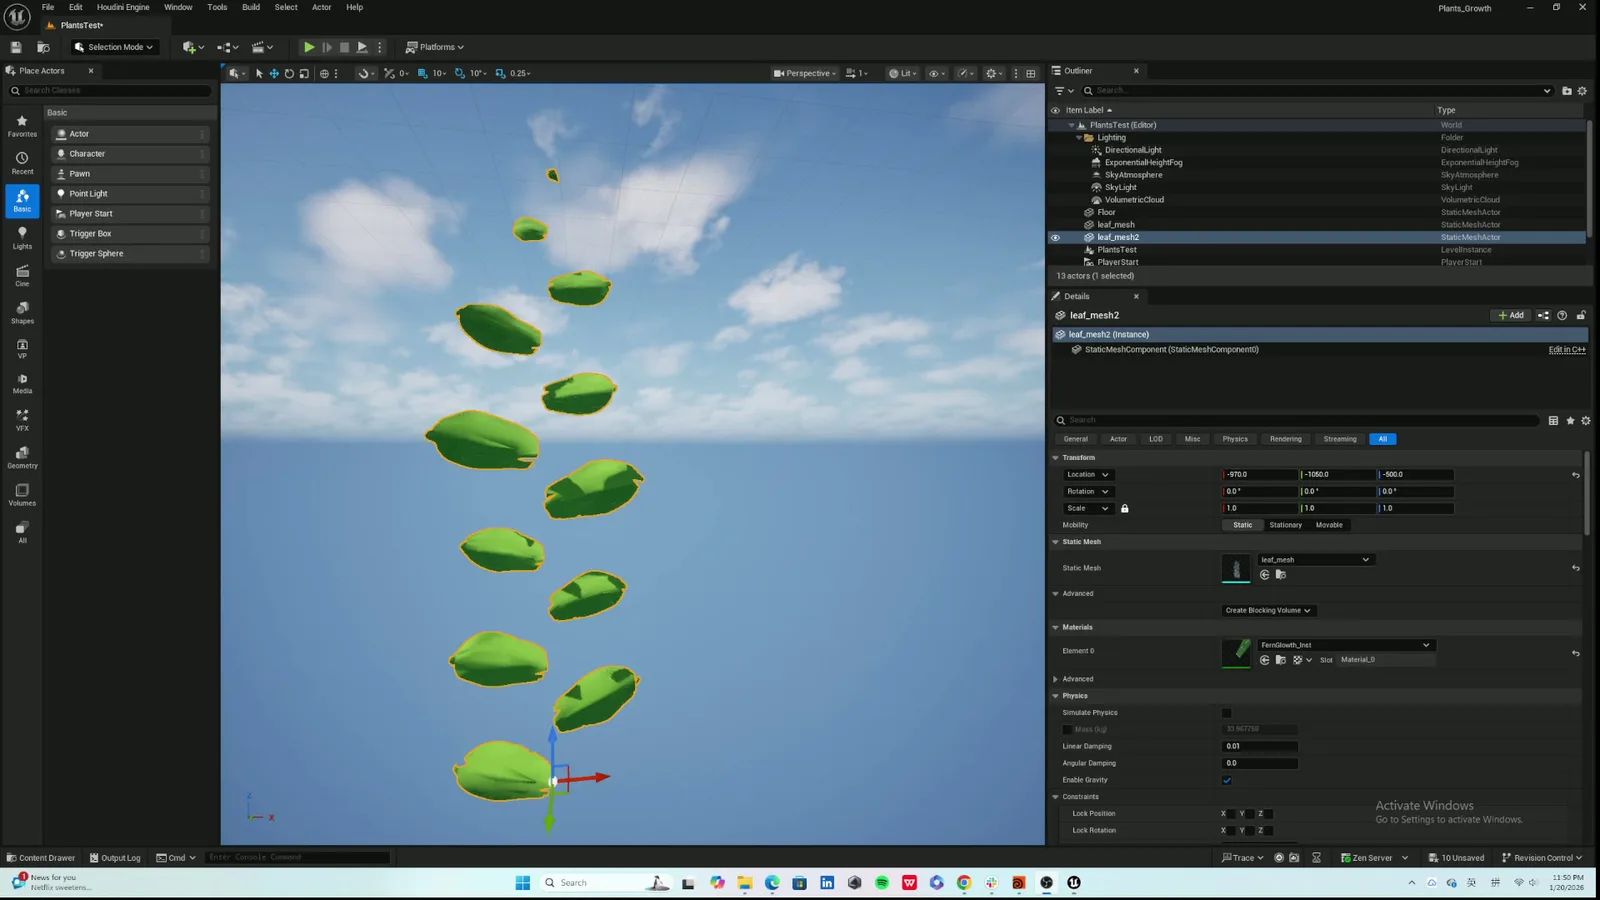 File Edit Houdini Engine Window Tools Build Select Actor Help
Plants_Growth
PlantsTest*
Selection Mode
Platforms
Place Actors
Search Classes
Favorites
Recent
Basic
Lights
Cine
Shapes
VP
Media
VFX
Geometry
Volumes
All
Basic
Actor
Character
Pawn
Point Light
Player Start
Trigger Box
Trigger Sphere
0 10 10° 0.25
Perspective 1 Lit
Z
X
Outliner
Search...
Item Label Type
PlantsTest (Editor) World
Lighting Folder
DirectionalLight DirectionalLight
ExponentialHeightFog ExponentialHeightFog
SkyAtmosphere SkyAtmosphere
SkyLight SkyLight
VolumetricCloud VolumetricCloud
Floor StaticMeshActor
leaf_mesh StaticMeshActor
leaf_mesh2 StaticMeshActor
PlantsTest LevelInstance
PlayerStart PlayerStart
13 actors (1 selected)
Details
leaf_mesh2
Add
leaf_mesh2 (Instance)
StaticMeshComponent (StaticMeshComponent0) Edit in C++
Search
General Actor LOD Misc Physics Rendering Streaming All
Transform
Location -970.0 -1050.0 -500.0
Rotation 0.0° 0.0° 0.0°
Scale 1.0 1.0 1.0
Mobility Static Stationary Movable
Static Mesh
Static Mesh leaf_mesh
Advanced
Create Blocking Volume
Materials
Element 0 FernGrowth_Inst
Slot Material_0
Advanced
Physics
Simulate Physics
Mass (kg)
Linear Damping 0.01
Angular Damping 0.0
Enable Gravity
Constraints
Lock Position X Y Z
Lock Rotation X Y Z
Activate Windows
Go to Settings to activate Windows.
Content Drawer Output Log Cmd Enter Console Command
Trace Zen Server 10 Unsaved Revision Control
1
News for you
Netflix sweetens...
Search
英 拼
11:50 PM
1/20/2026